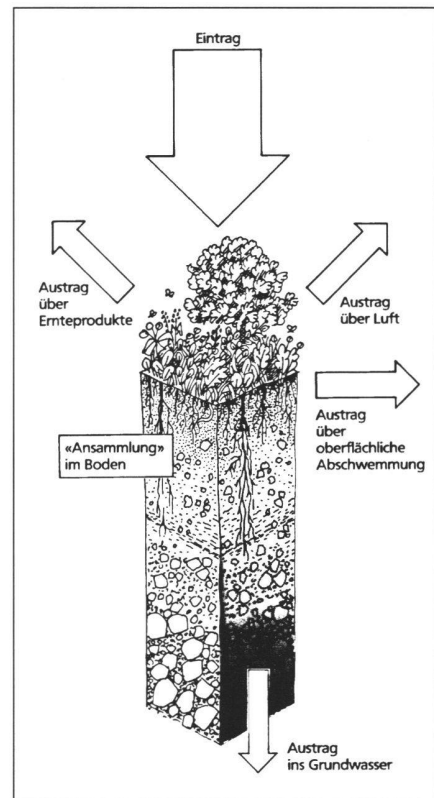 Eintrag
Austrag
über
Ernteprodukte
Austrag
über Luft
Austrag
über
oberflächliche
Abschwemmung
«Ansammlung»
im Boden
Austrag
ins Grundwasser